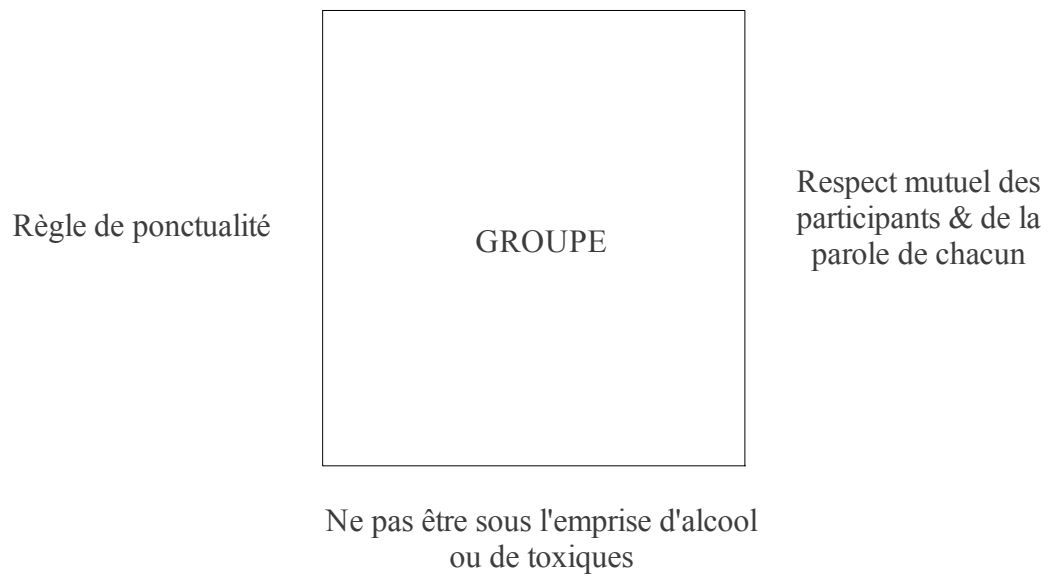 Règle de ponctualité
GROUPE
Respect mutuel des
participants & de la
parole de chacun
Ne pas être sous l'emprise d'alcool
ou de toxiques